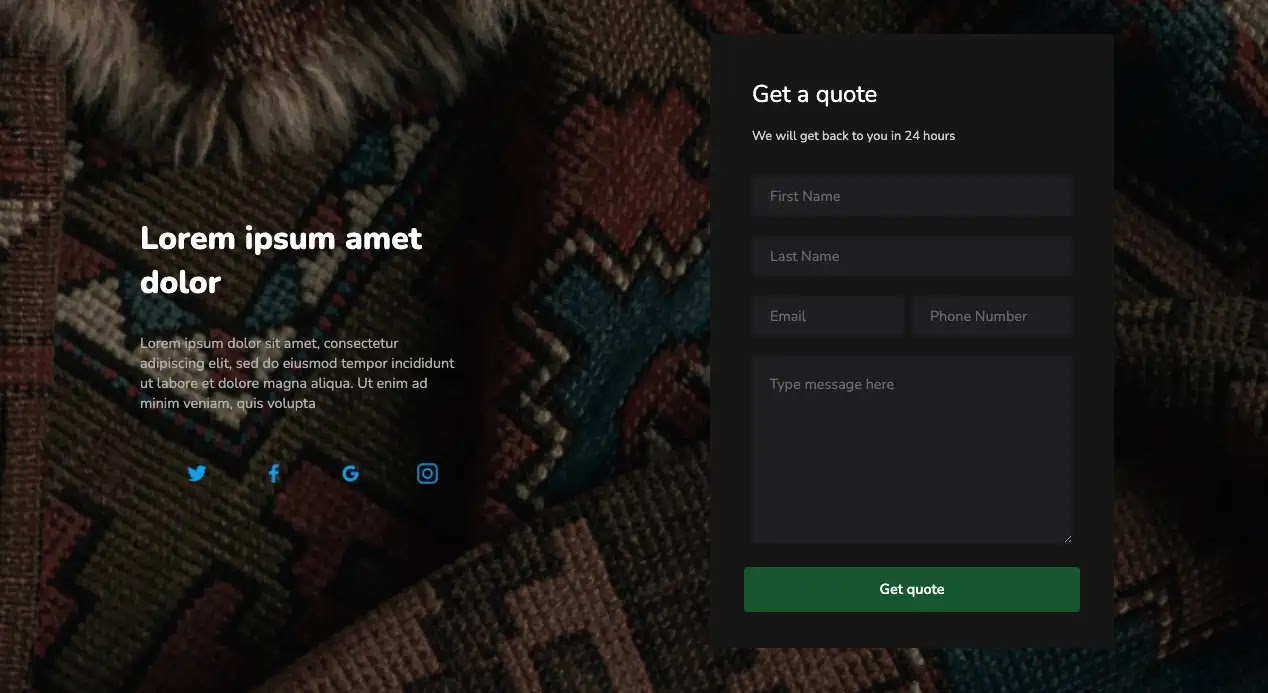 Lorem ipsum amet
dolor
Lorem ipsum dolor sit amet, consectetur
adipiscing elit, sed do eiusmod tempor incididunt
ut labore et dolore magna aliqua. Ut enim ad
minim veniam, quis volupta
Get a quote
We will get back to you in 24 hours
First Name
Last Name
Email Phone Number
Type message here
Get quote